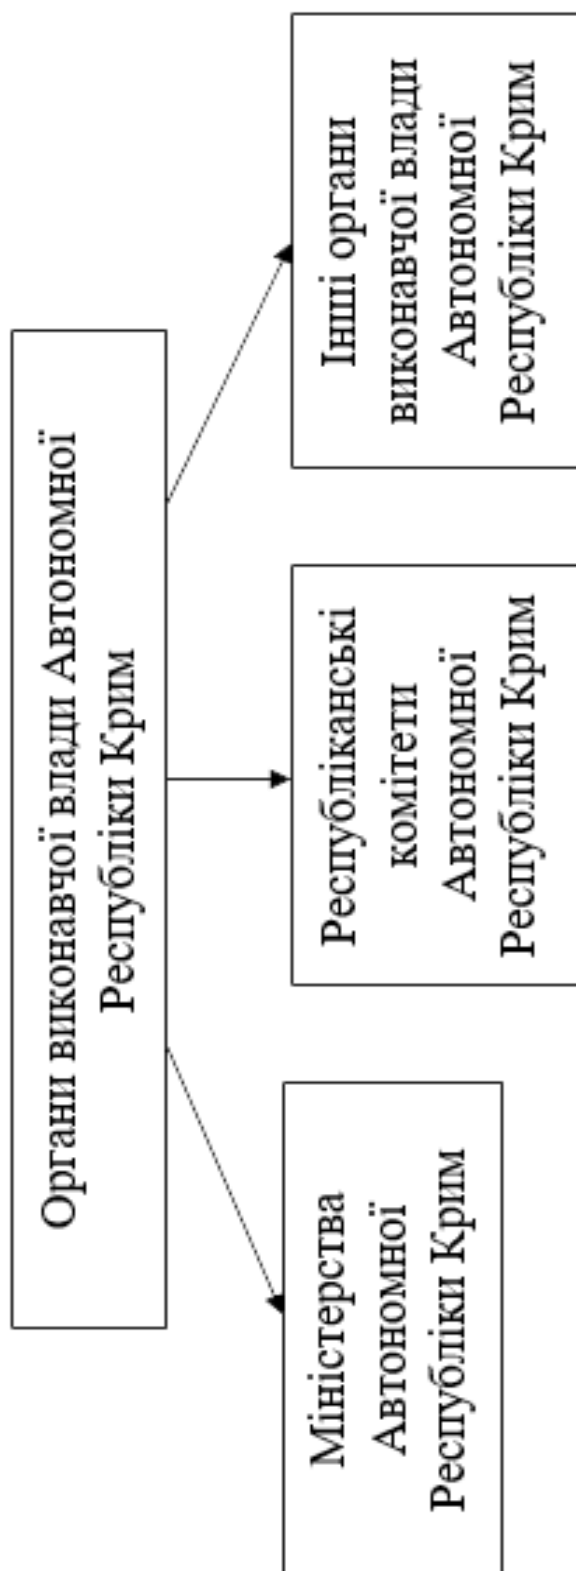 Органи виконавчої влади Автономної
Республіки Крим
Міністерства
Автономної
Республіки Крим
Республіканські
комітети
Автономної
Республіки Крим
Інші органи
виконавчої влади
Автономної
Республіки Крим